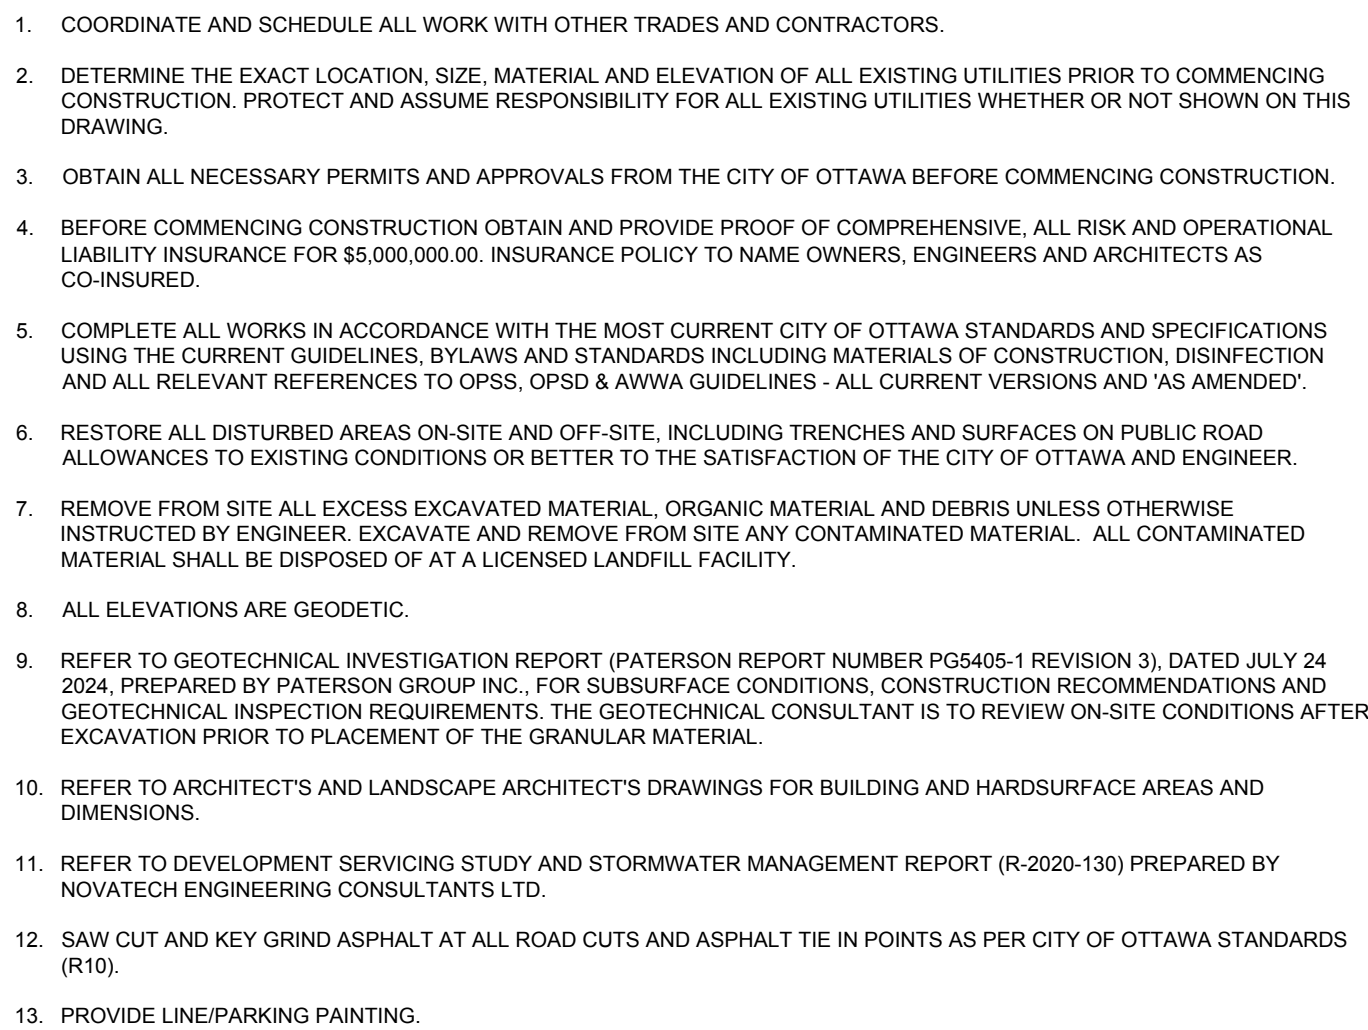 1. COORDINATE AND SCHEDULE ALL WORK WITH OTHER TRADES AND CONTRACTORS.
2. DETERMINE THE EXACT LOCATION, SIZE, MATERIAL AND ELEVATION OF ALL EXISTING UTILITIES PRIOR TO COMMENCING
CONSTRUCTION. PROTECT AND ASSUME RESPONSIBILITY FOR ALL EXISTING UTILITIES WHETHER OR NOT SHOWN ON THIS
DRAWING.
3. OBTAIN ALL NECESSARY PERMITS AND APPROVALS FROM THE CITY OF OTTAWA BEFORE COMMENCING CONSTRUCTION.
4. BEFORE COMMENCING CONSTRUCTION OBTAIN AND PROVIDE PROOF OF COMPREHENSIVE, ALL RISK AND OPERATIONAL
LIABILITY INSURANCE FOR $5,000,000.00. INSURANCE POLICY TO NAME OWNERS, ENGINEERS AND ARCHITECTS AS
CO-INSURED.
5. COMPLETE ALL WORKS IN ACCORDANCE WITH THE MOST CURRENT CITY OF OTTAWA STANDARDS AND SPECIFICATIONS
USING THE CURRENT GUIDELINES, BYLAWS AND STANDARDS INCLUDING MATERIALS OF CONSTRUCTION, DISINFECTION
AND ALL RELEVANT REFERENCES TO OPSS, OPSD & AWWA GUIDELINES - ALL CURRENT VERSIONS AND 'AS AMENDED'.
6. RESTORE ALL DISTURBED AREAS ON-SITE AND OFF-SITE, INCLUDING TRENCHES AND SURFACES ON PUBLIC ROAD
ALLOWANCES TO EXISTING CONDITIONS OR BETTER TO THE SATISFACTION OF THE CITY OF OTTAWA AND ENGINEER.
7. REMOVE FROM SITE ALL EXCESS EXCAVATED MATERIAL, ORGANIC MATERIAL AND DEBRIS UNLESS OTHERWISE
INSTRUCTED BY ENGINEER. EXCAVATE AND REMOVE FROM SITE ANY CONTAMINATED MATERIAL. ALL CONTAMINATED
MATERIAL SHALL BE DISPOSED OF AT A LICENSED LANDFILL FACILITY.
8. ALL ELEVATIONS ARE GEODETIC.
9. REFER TO GEOTECHNICAL INVESTIGATION REPORT (PATERSON REPORT NUMBER PG5405-1 REVISION 3), DATED JULY 24
2024, PREPARED BY PATERSON GROUP INC., FOR SUBSURFACE CONDITIONS, CONSTRUCTION RECOMMENDATIONS AND
GEOTECHNICAL INSPECTION REQUIREMENTS. THE GEOTECHNICAL CONSULTANT IS TO REVIEW ON-SITE CONDITIONS AFTER
EXCAVATION PRIOR TO PLACEMENT OF THE GRANULAR MATERIAL.
10. REFER TO ARCHITECT'S AND LANDSCAPE ARCHITECT'S DRAWINGS FOR BUILDING AND HARDSURFACE AREAS AND
DIMENSIONS.
11. REFER TO DEVELOPMENT SERVICING STUDY AND STORMWATER MANAGEMENT REPORT (R-2020-130) PREPARED BY
NOVATECH ENGINEERING CONSULTANTS LTD.
12. SAW CUT AND KEY GRIND ASPHALT AT ALL ROAD CUTS AND ASPHALT TIE IN POINTS AS PER CITY OF OTTAWA STANDARDS
(R10).
13. PROVIDE LINE/PARKING PAINTING.